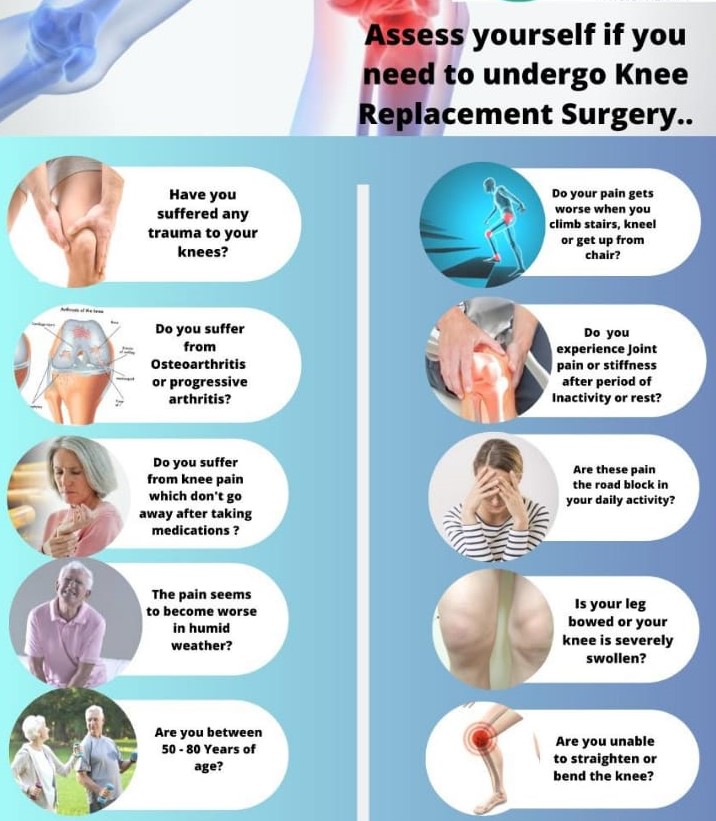 Assess yourself if you
need to undergo Knee
Replacement Surgery..
Have you
suffered any
trauma to your
knees?
Do you suffer
from
Osteoarthritis
or progressive
arthritis?
Do you suffer
from knee pain
which don't go
away after taking
medications ?
The pain seems
to become worse
in humid
weather?
Are you between
50 - 80 Years of
age?
Do your pain gets
worse when you
climb stairs, kneel
or get up from
chair?
Do you
experience Joint
pain or stiffness
after period of
Inactivity or rest?
Are these pain
the road block in
your daily activity?
Is your leg
bowed or your
knee is severely
swollen?
Are you unable
to straighten or
bend the knee?